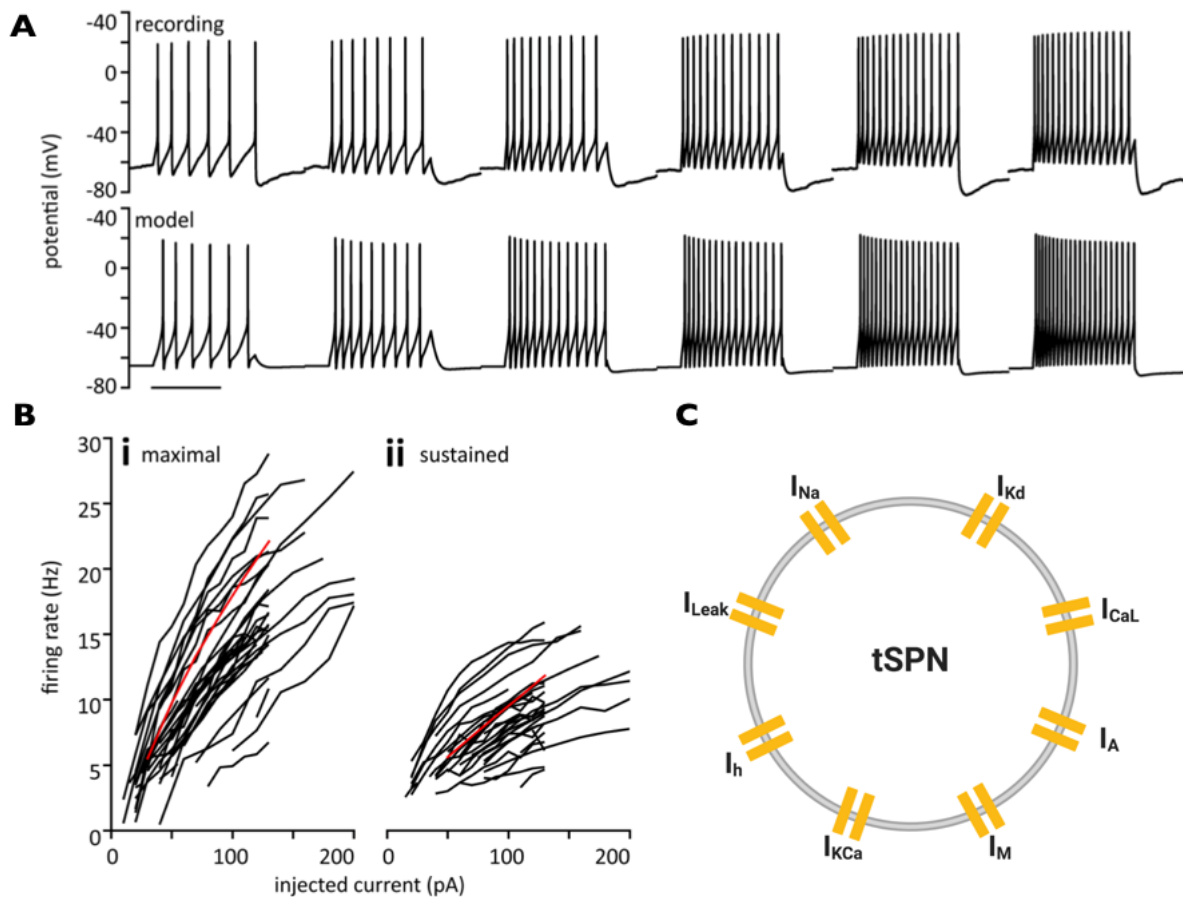 A
recording
-40
0
-40
-80
model
-40
0
-40
-80
potential (mV)
B
i maximal
ii sustained
30
25
20
15
10
5
0
firing rate (Hz)
0 100 200
0 100 200
injected current (pA)
C
I_Na
I_Kd
I_Leak
I_CaL
tSPN
I_h
I_A
I_KCa
I_M